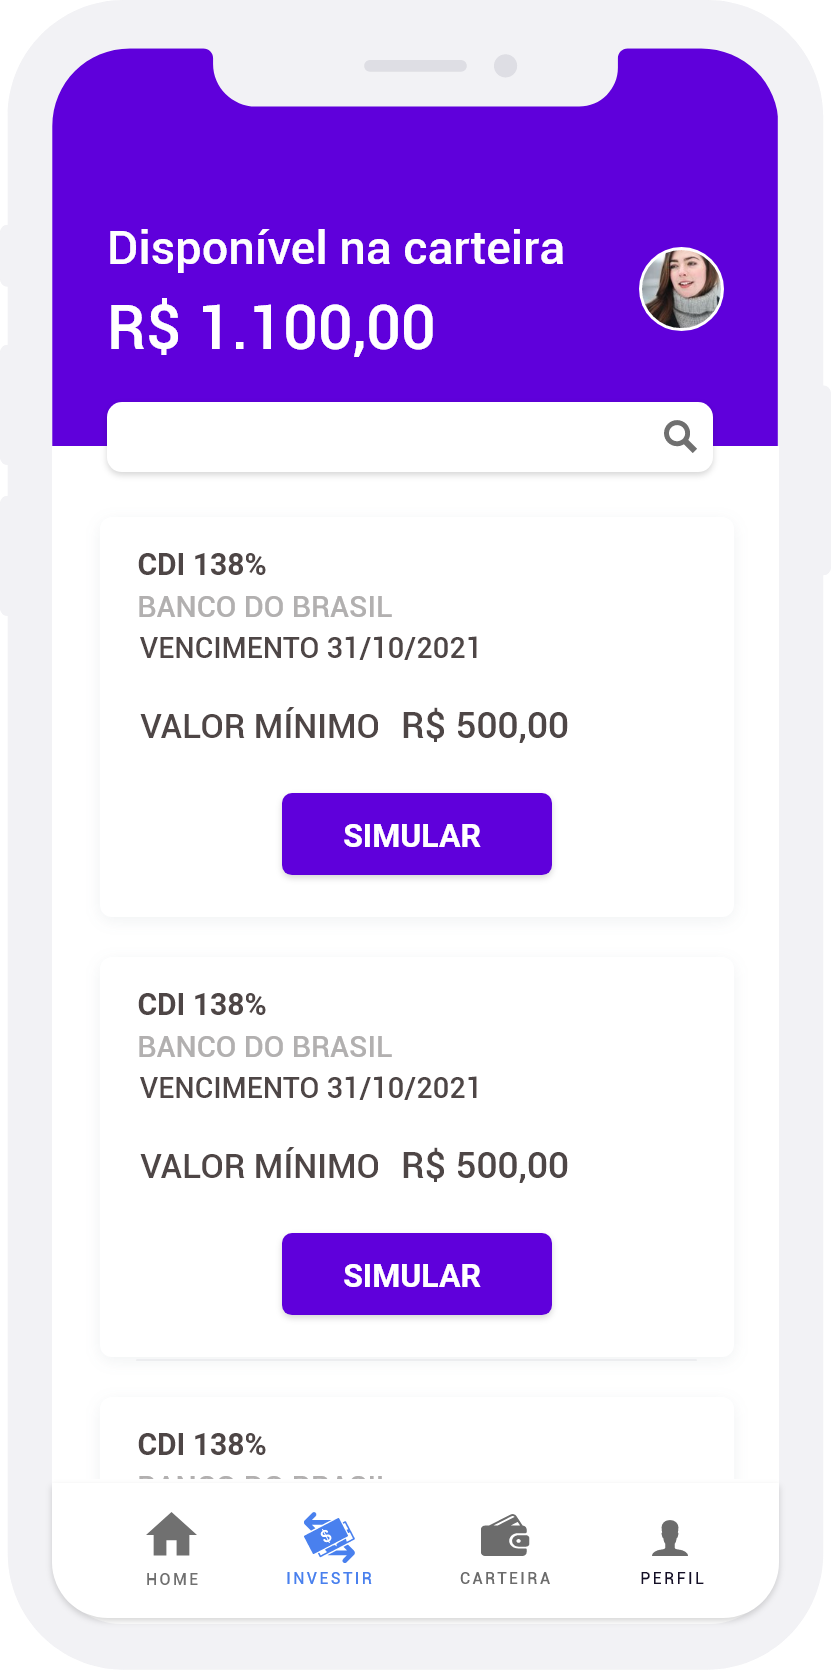 Disponível na carteira
R$ 1.100,00
CDI 138%
BANCO DO BRASIL
VENCIMENTO 31/10/2021
VALOR MÍNIMO R$ 500,00
SIMULAR
CDI 138%
BANCO DO BRASIL
VENCIMENTO 31/10/2021
VALOR MÍNIMO R$ 500,00
SIMULAR
CDI 138%
HOME INVESTIR CARTEIRA PERFIL